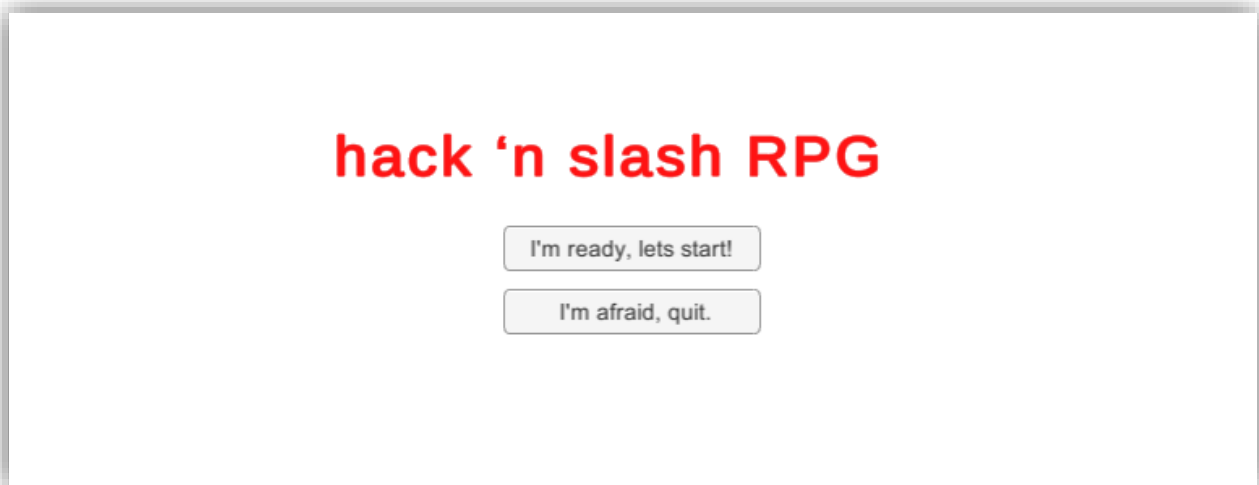 hack ‘n slash RPG
I'm ready, lets start!
I'm afraid, quit.